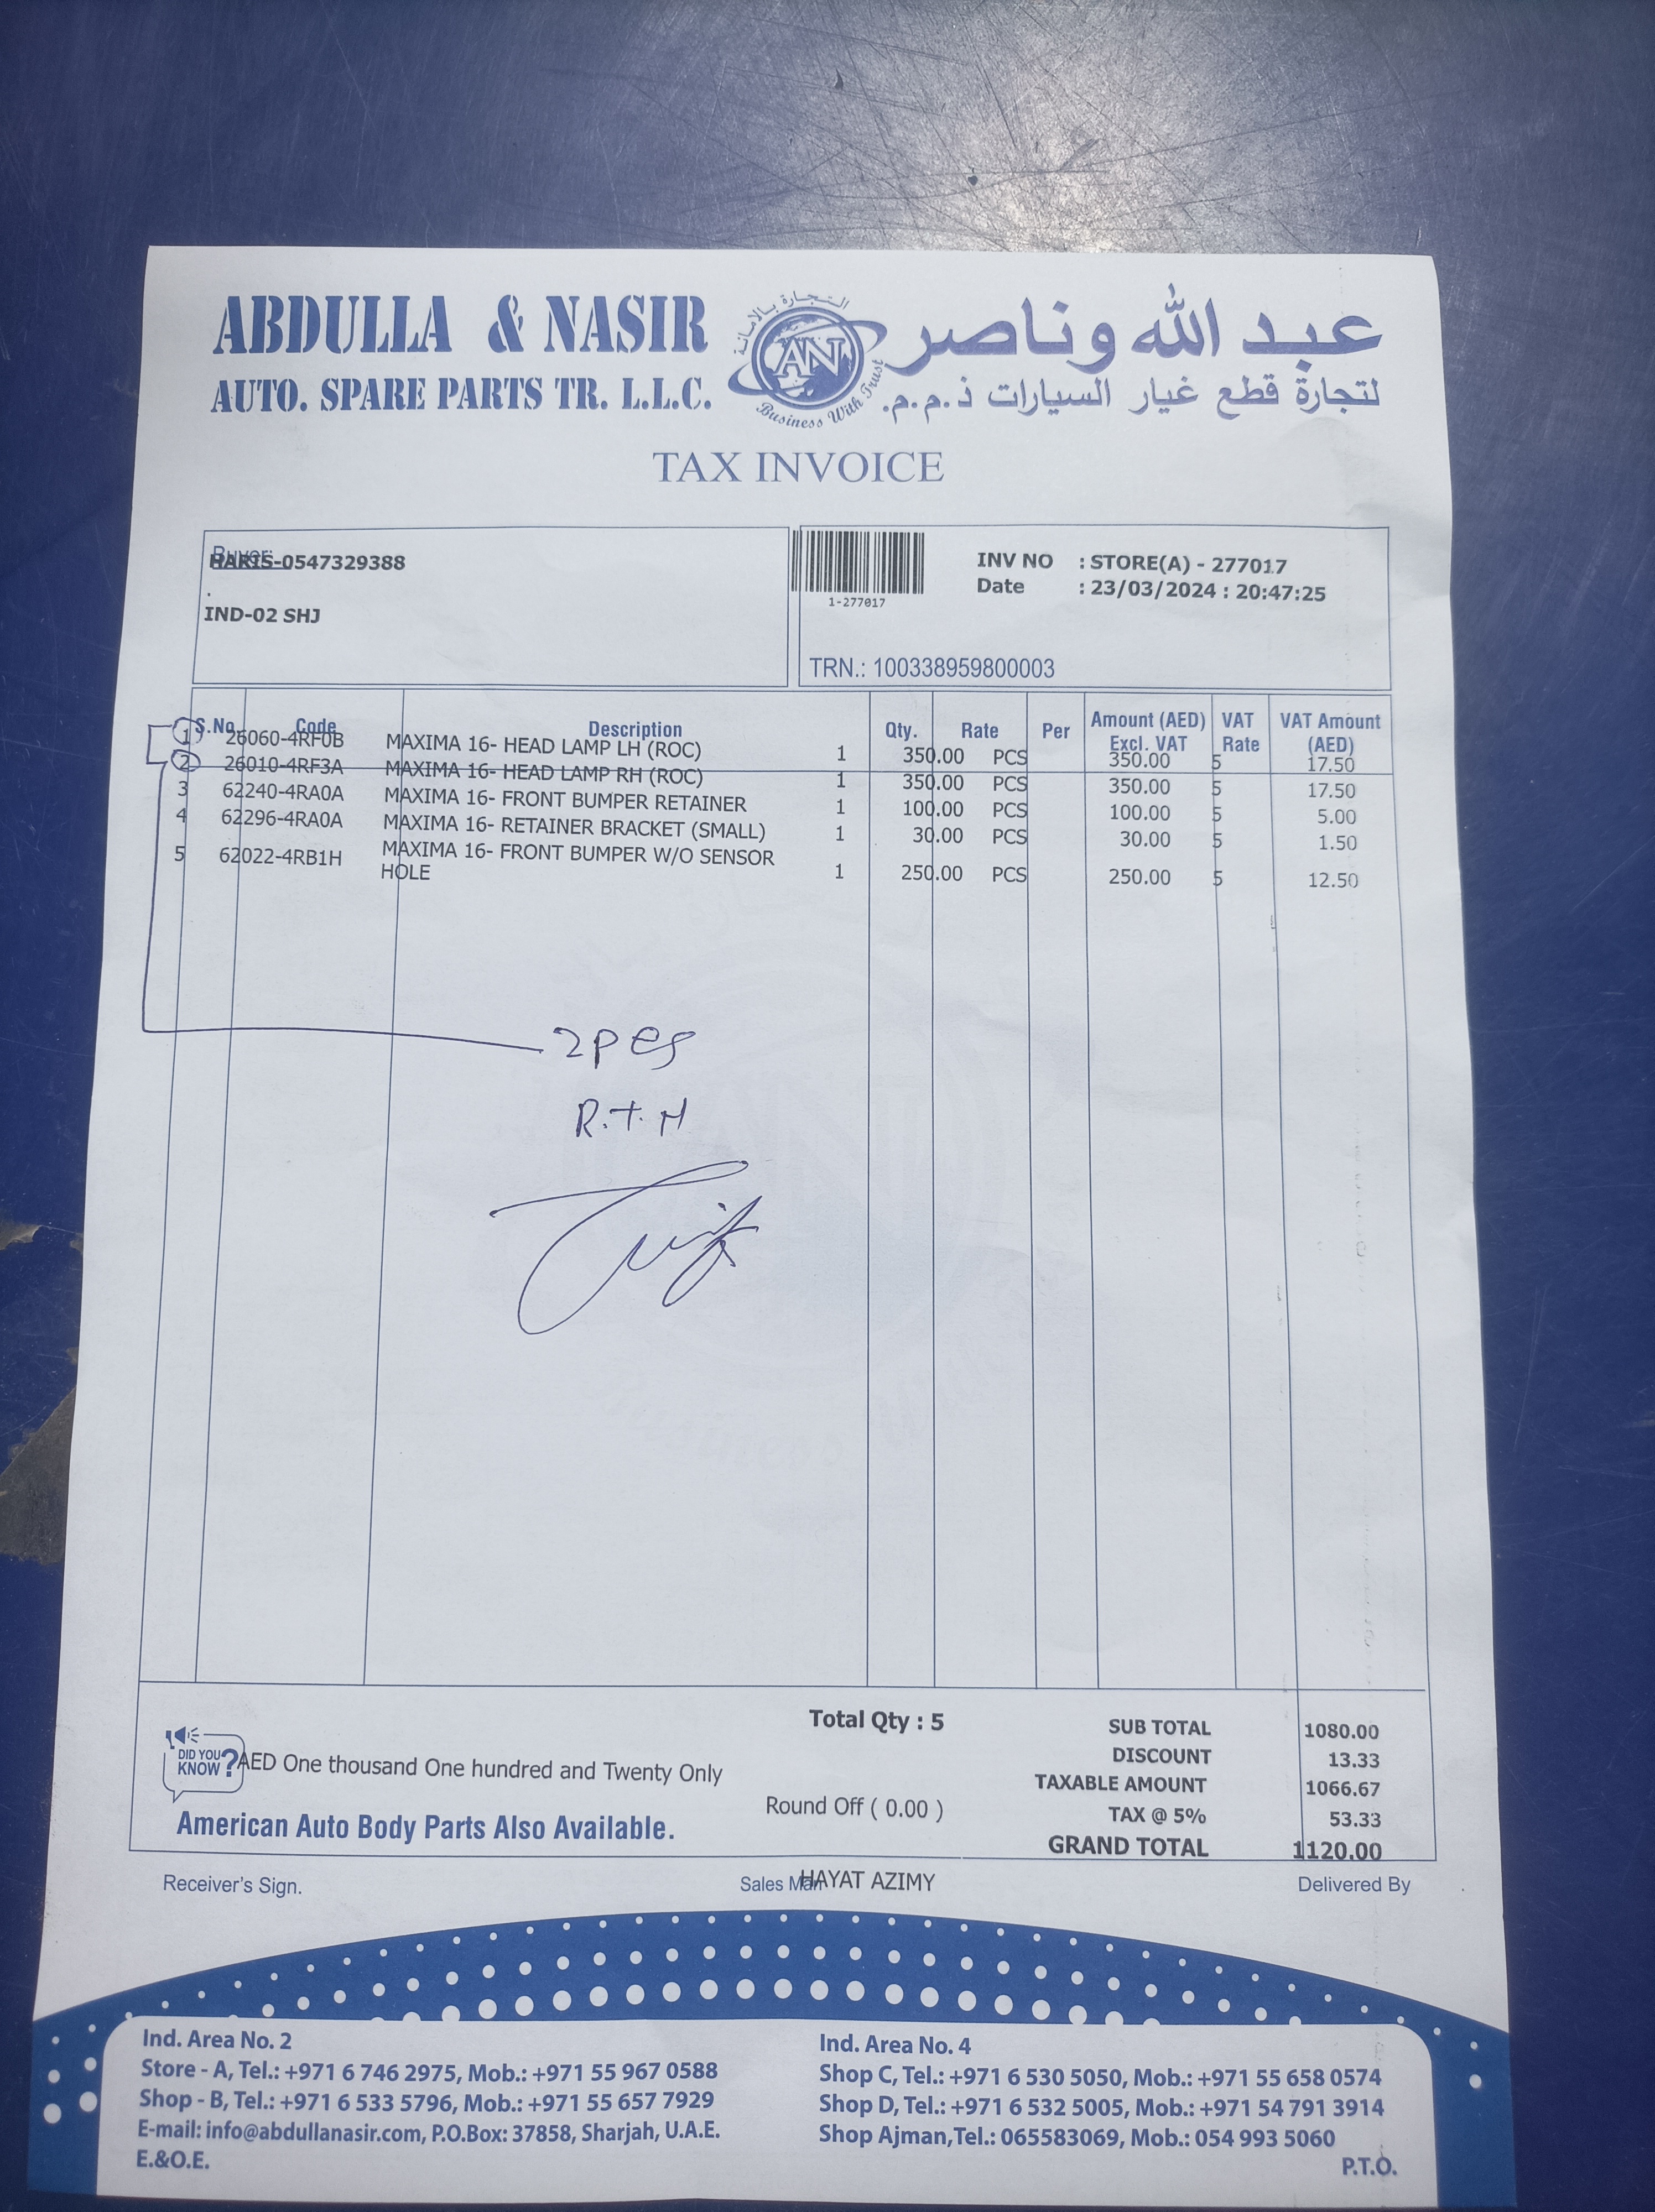 ABDULLA & NASIR
AUTO. SPARE PARTS TR. L.L.C.
التجارة بالامانة
AN
Business With Trust
عبد الله وناصر
لتجارة قطع غيار السيارات ذ.م.م.
TAX INVOICE
Buyer:
HARIS-0547329388
.
IND-02 SHJ
1-277017
INV NO : STORE(A) - 277017
Date : 23/03/2024 : 20:47:25
TRN.: 100338959800003
S.No. Code Description Qty. Rate Per Amount (AED) Excl. VAT VAT Rate VAT Amount (AED)
1 26060-4RF0B MAXIMA 16- HEAD LAMP LH (ROC) 1 350.00 PCS 350.00 5 17.50
2 26010-4RF3A MAXIMA 16- HEAD LAMP RH (ROC) 1 350.00 PCS 350.00 5 17.50
3 62240-4RA0A MAXIMA 16- FRONT BUMPER RETAINER 1 100.00 PCS 100.00 5 5.00
4 62296-4RA0A MAXIMA 16- RETAINER BRACKET (SMALL) 1 30.00 PCS 30.00 5 1.50
5 62022-4RB1H MAXIMA 16- FRONT BUMPER W/O SENSOR
HOLE 1 250.00 PCS 250.00 5 12.50
2pes
R.T.H
Total Qty : 5
SUB TOTAL 1080.00
DISCOUNT 13.33
TAXABLE AMOUNT 1066.67
TAX @ 5% 53.33
GRAND TOTAL 1120.00
DID YOU KNOW ?
AED One thousand One hundred and Twenty Only
Round Off ( 0.00 )
American Auto Body Parts Also Available.
Receiver's Sign.
Sales Man HAYAT AZIMY
Delivered By
Ind. Area No. 2
Store - A, Tel.: +971 6 746 2975, Mob.: +971 55 967 0588
Shop - B, Tel.: +971 6 533 5796, Mob.: +971 55 657 7929
E-mail: info@abdullanasir.com, P.O.Box: 37858, Sharjah, U.A.E.
E.&O.E.
Ind. Area No. 4
Shop C, Tel.: +971 6 530 5050, Mob.: +971 55 658 0574
Shop D, Tel.: +971 6 532 5005, Mob.: +971 54 791 3914
Shop Ajman,Tel.: 065583069, Mob.: 054 993 5060
P.T.O.